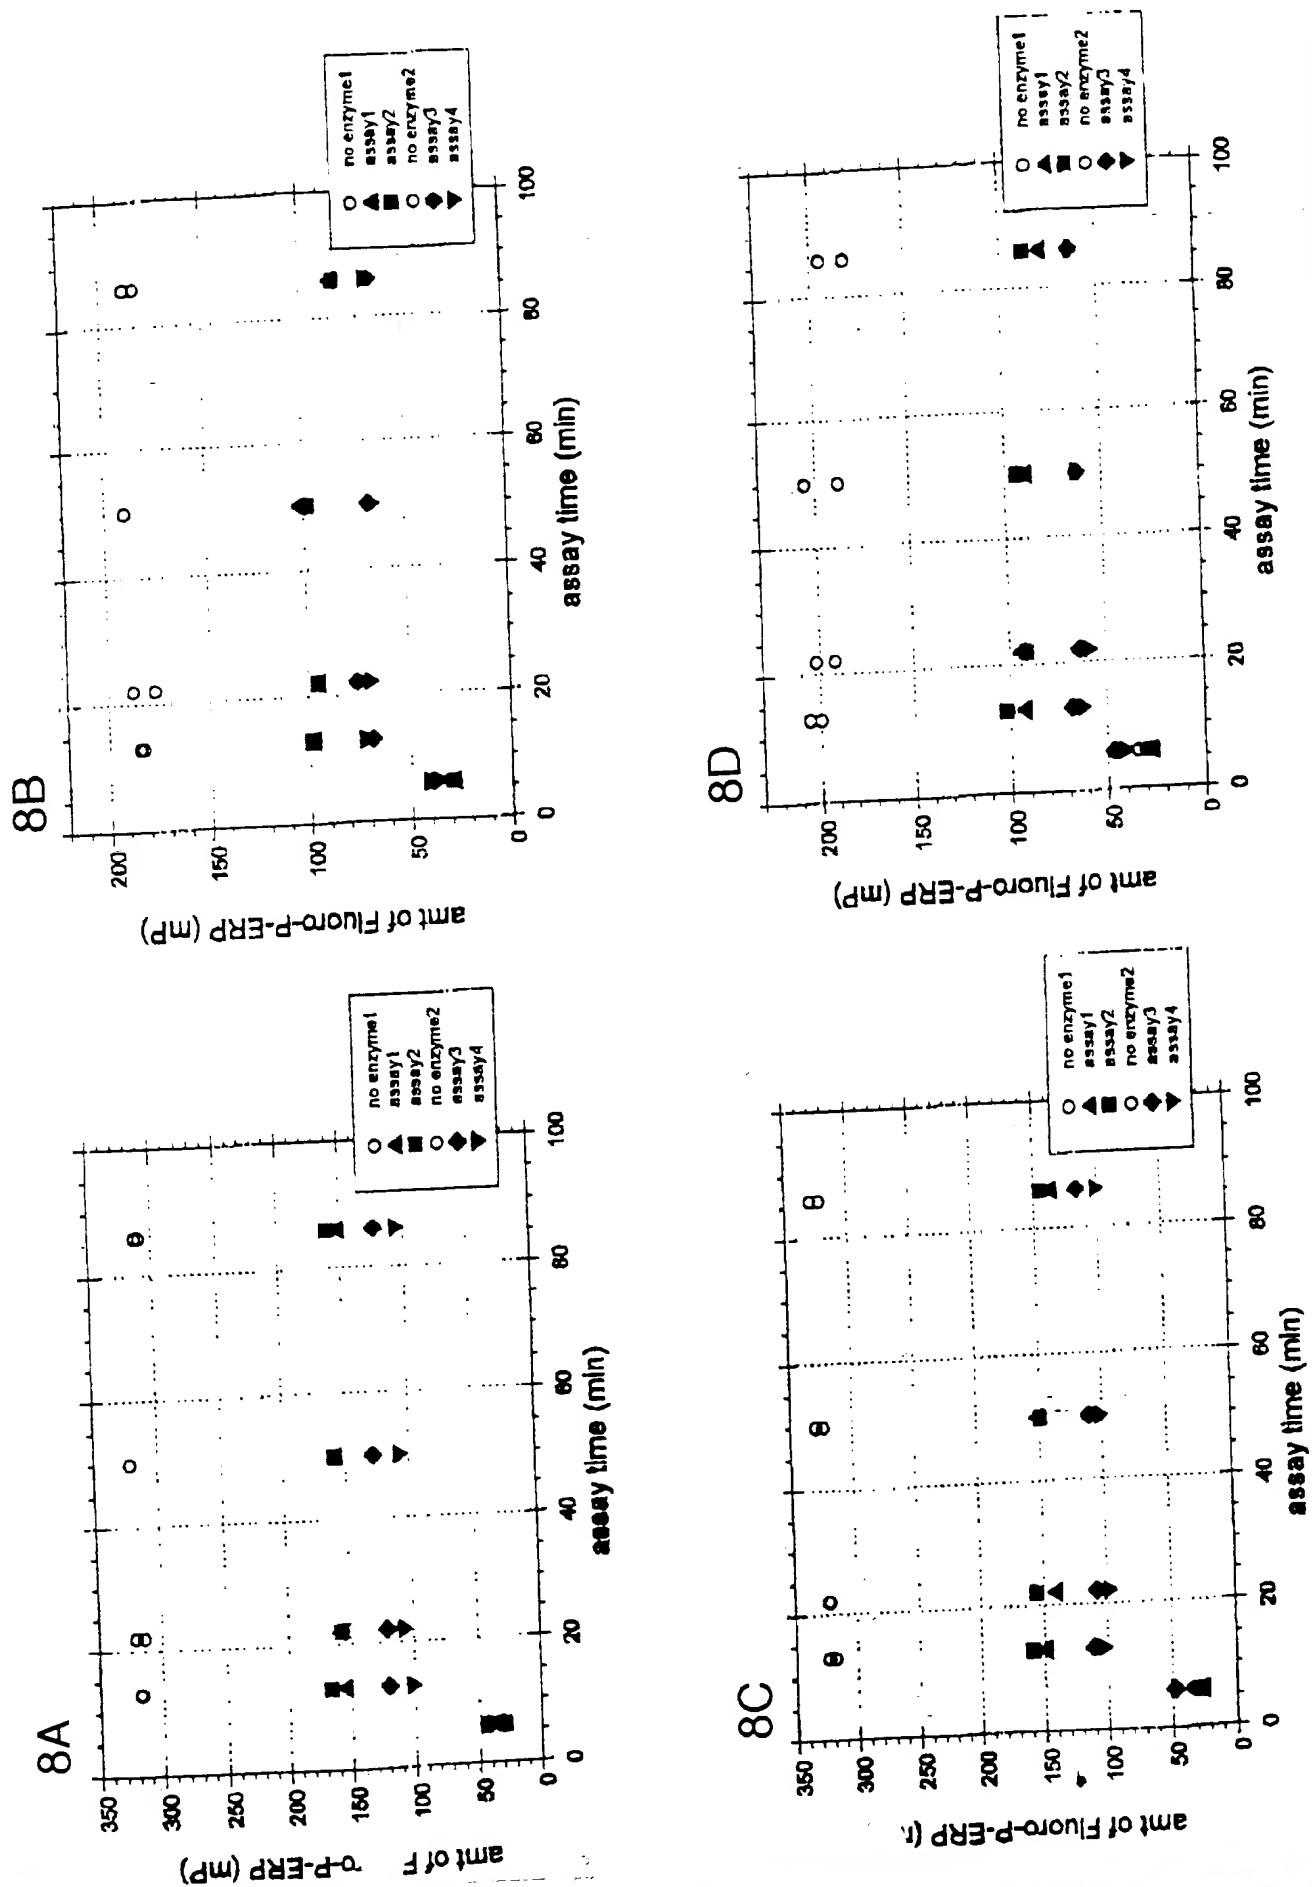 8A
350
300
250
200
150
100
50
0
0
20
40
60
80
100
amt of F o-P-ERP (mP)
assay time (min)
no enzyme1
assay1
assay2
no enzyme2
assay3
assay4
8B
200
150
100
50
0
0
20
40
60
80
100
amt of Fluoro-P-ERP (mP)
assay time (min)
no enzyme1
assay1
assay2
no enzyme2
assay3
assay4
8C
350
300
250
200
150
100
50
0
0
20
40
60
80
100
amt of Fluoro-P-ERP (
assay time (min)
no enzyme1
assay1
assay2
no enzyme2
assay3
assay4
8D
200
150
100
50
0
0
20
40
60
80
100
amt of Fluoro-P-ERP (mP)
assay time (min)
no enzyme1
assay1
assay2
no enzyme2
assay3
assay4